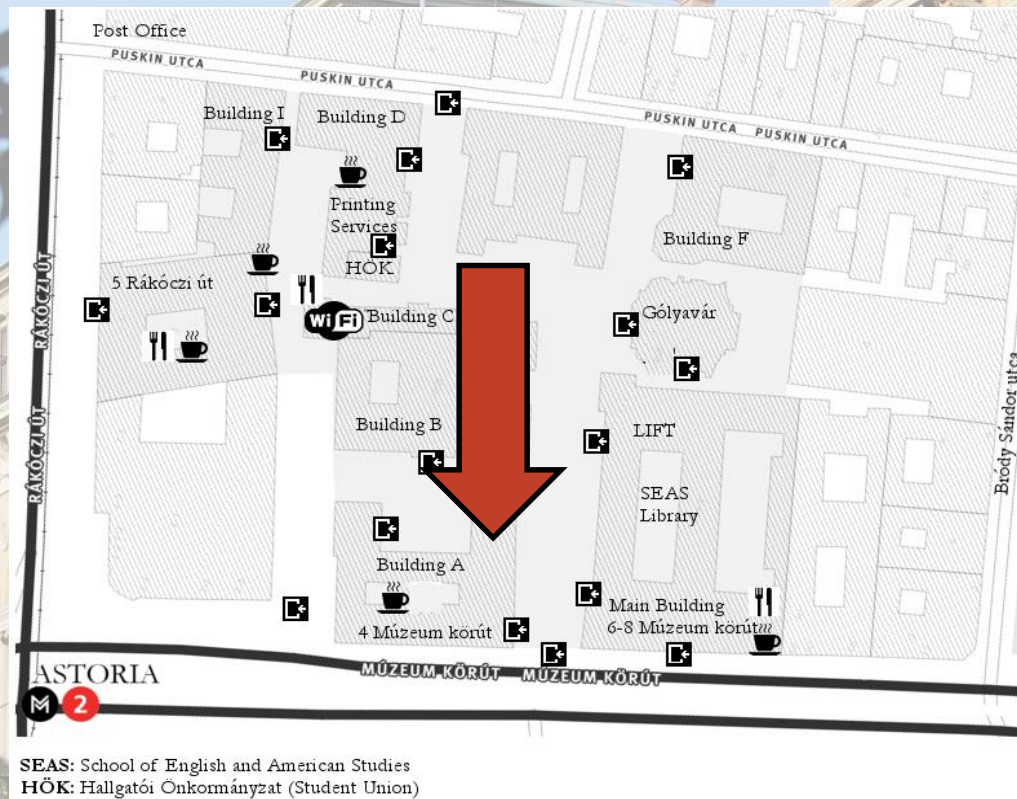 Post Office
PUSKIN UTCA
PUSKIN UTCA
PUSKIN UTCA
PUSKIN UTCA
Building I
Building D
Printing
Services
HÖK
Building F
5 Rákóczi út
RÁKÓCZI ÚT
WiFi
Building C
Gólyavár
Building B
LIFT
RÁKÓCZI ÚT
SEAS
Library
Bródy Sándor utca
Building A
4 Múzeum körút
Main Building
6-8 Múzeum körút
ASTORIA
MÚZEUM KÖRÚT
MÚZEUM KÖRÚT
M 2
SEAS: School of English and American Studies
HÖK: Hallgatói Önkormányzat (Student Union)